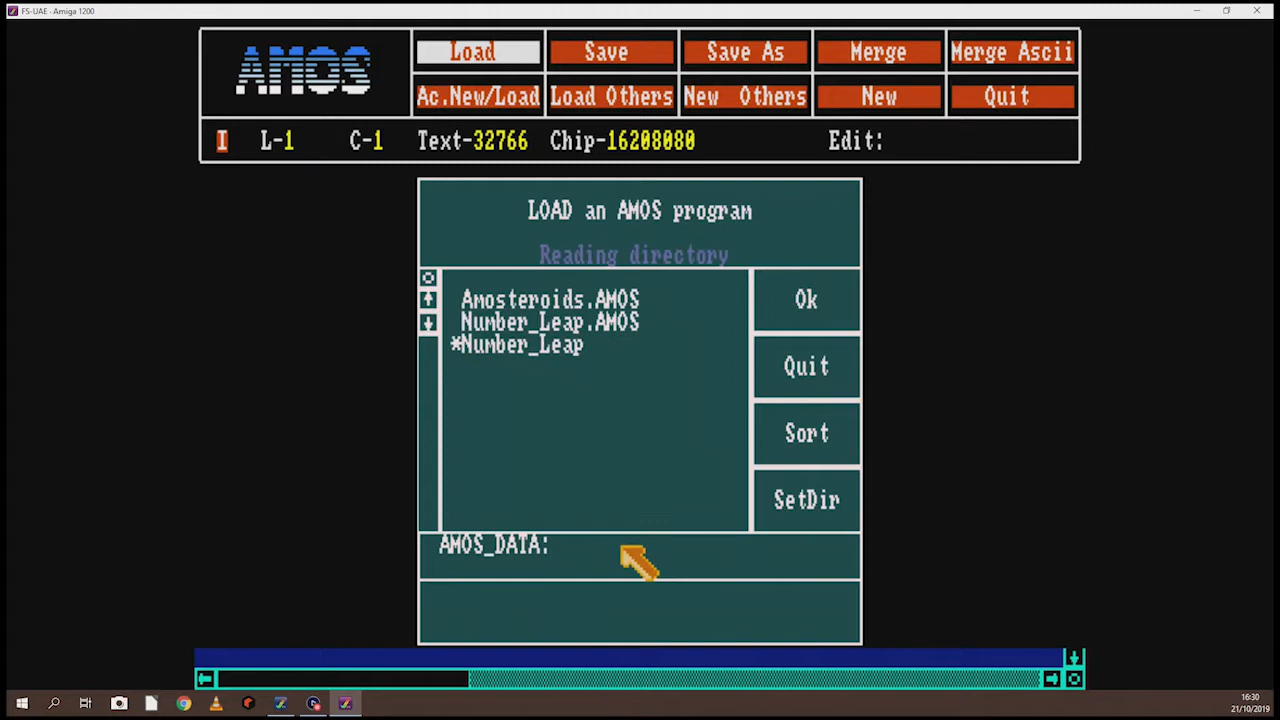 FS-UAE - Amiga 1200
AMOS
Load Save Save As Merge Merge Ascii
Ac.New/Load Load Others New Others New Quit
I L-1 C-1 Text-32766 Chip-16208080 Edit:
LOAD an AMOS program
Reading directory
Amosteroids.AMOS
Number_Leap.AMOS
*Number_Leap
Ok
Quit
Sort
SetDir
AMOS_DATA:
16:30
21/10/2019